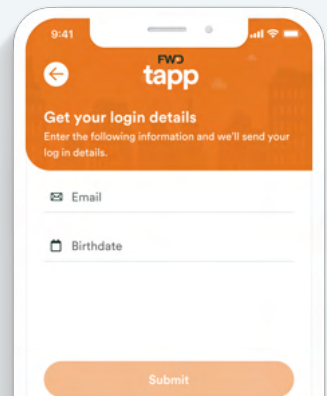 9:41
FWD
tapp
Get your login details
Enter the following information and we'll send your
log in details.
Email
Birthdate
Submit